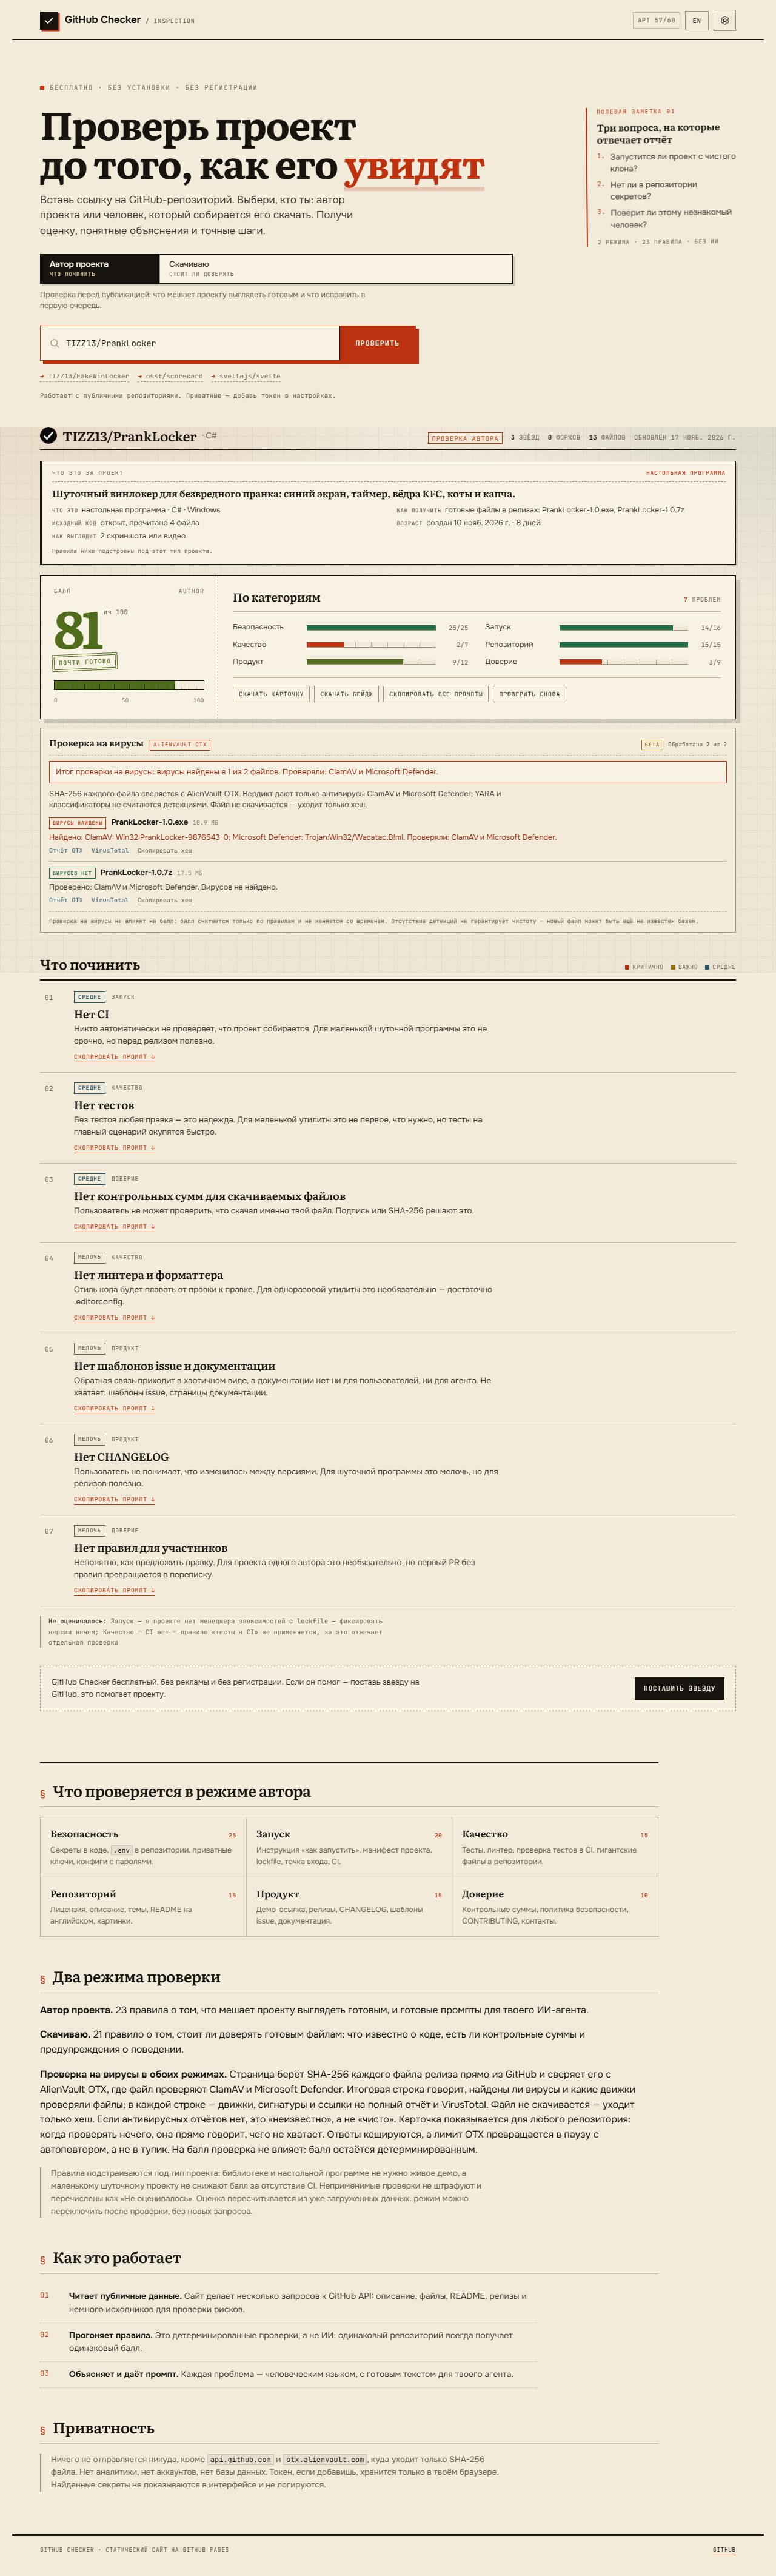 GitHub Checker / INSPECTION
API 57/60
EN
БЕСПЛАТНО · БЕЗ УСТАНОВКИ · БЕЗ РЕГИСТРАЦИИ
Проверь проект
до того, как его увидят
Вставь ссылку на GitHub-репозиторий. Выбери, кто ты: автор
проекта или человек, который собирается его скачать. Получи
оценку, понятные объяснения и точные шаги.
ПОЛЕВАЯ ЗАМЕТКА 01
Три вопроса, на которые
отвечает отчёт
1. Запустится ли проект с чистого
клона?
2. Нет ли в репозитории
секретов?
3. Поверит ли этому незнакомый
человек?
2 РЕЖИМА · 23 ПРАВИЛА · БЕЗ ИИ
Автор проекта
ЧТО ПОЧИНИТЬ
Скачиваю
СТОИТ ЛИ ДОВЕРЯТЬ
Проверка перед публикацией: что мешает проекту выглядеть готовым и что исправить в
первую очередь.
TIZZ13/PrankLocker
ПРОВЕРИТЬ
→ TIZZ13/FakeWinLocker → ossf/scorecard → sveltejs/svelte
Работает с публичными репозиториями. Приватные — добавь токен в настройках.
TIZZ13/PrankLocker · C#
ПРОВЕРКА АВТОРА 3 ЗВЁЗД 0 ФОРКОВ 13 ФАЙЛОВ ОБНОВЛЁН 17 НОЯБ. 2026 Г.
ЧТО ЭТО ЗА ПРОЕКТ
НАСТОЛЬНАЯ ПРОГРАММА
Шуточный винлокер для безвредного пранка: синий экран, таймер, вёдра KFC, коты и капча.
ЧТО ЭТО настольная программа · C# · Windows
КАК ПОЛУЧИТЬ готовые файлы в релизах: PrankLocker-1.0.exe, PrankLocker-1.0.7z
ИСХОДНЫЙ КОД открыт, прочитано 4 файла
ВОЗРАСТ создан 10 нояб. 2026 г. · 8 дней
КАК ВЫГЛЯДИТ 2 скриншота или видео
Правила ниже подстроены под этот тип проекта.
БАЛЛ
AUTHOR
81 из 100
ПОЧТИ ГОТОВО
0 50 100
По категориям
7 ПРОБЛЕМ
Безопасность 25/25
Запуск 14/16
Качество 2/7
Репозиторий 15/15
Продукт 9/12
Доверие 3/9
СКАЧАТЬ КАРТОЧКУ
СКАЧАТЬ БЕЙДЖ
СКОПИРОВАТЬ ВСЕ ПРОМПТЫ
ПРОВЕРИТЬ СНОВА
Проверка на вирусы ALIENVAULT OTX
БЕТА Обработано 2 из 2
Итог проверки на вирусы: вирусы найдены в 1 из 2 файлов. Проверяли: ClamAV и Microsoft Defender.
SHA-256 каждого файла сверяется с AlienVault OTX. Вердикт дают только антивирусы ClamAV и Microsoft Defender; YARA и
классификаторы не считаются детекциями. Файл не скачивается — уходит только хеш.
ВИРУСЫ НАЙДЕНЫ PrankLocker-1.0.exe 10.9 МБ
Найдено: ClamAV: Win32:PrankLocker-9876543-0; Microsoft Defender: Trojan:Win32/Wacatac.B!ml. Проверяли: ClamAV и Microsoft Defender.
Отчёт OTX VirusTotal Скопировать хеш
ВИРУСОВ НЕТ PrankLocker-1.0.7z 17.5 МБ
Проверено: ClamAV и Microsoft Defender. Вирусов не найдено.
Отчёт OTX VirusTotal Скопировать хеш
Проверка на вирусы не влияет на балл: балл считается только по правилам и не меняется со временем. Отсутствие детекций не гарантирует чистоту — новый файл может быть ещё не известен базам.
Что починить
КРИТИЧНО ВАЖНО СРЕДНЕ
01 СРЕДНЕ ЗАПУСК
Нет CI
Никто автоматически не проверяет, что проект собирается. Для маленькой шуточной программы это не
срочно, но перед релизом полезно.
СКОПИРОВАТЬ ПРОМПТ ↓
02 СРЕДНЕ КАЧЕСТВО
Нет тестов
Без тестов любая правка — это надежда. Для маленькой утилиты это не первое, что нужно, но тесты на
главный сценарий окупятся быстро.
СКОПИРОВАТЬ ПРОМПТ ↓
03 СРЕДНЕ ДОВЕРИЕ
Нет контрольных сумм для скачиваемых файлов
Пользователь не может проверить, что скачал именно твой файл. Подпись или SHA-256 решают это.
СКОПИРОВАТЬ ПРОМПТ ↓
04 МЕЛОЧЬ КАЧЕСТВО
Нет линтера и форматтера
Стиль кода будет плавать от правки к правке. Для одноразовой утилиты это необязательно — достаточно
.editorconfig.
СКОПИРОВАТЬ ПРОМПТ ↓
05 МЕЛОЧЬ ПРОДУКТ
Нет шаблонов issue и документации
Обратная связь приходит в хаотичном виде, а документации нет ни для пользователей, ни для агента. Не
хватает: шаблоны issue, страницы документации.
СКОПИРОВАТЬ ПРОМПТ ↓
06 МЕЛОЧЬ ПРОДУКТ
Нет CHANGELOG
Пользователь не понимает, что изменилось между версиями. Для шуточной программы это мелочь, но для
релизов полезно.
СКОПИРОВАТЬ ПРОМПТ ↓
07 МЕЛОЧЬ ДОВЕРИЕ
Нет правил для участников
Непонятно, как предложить правку. Для проекта одного автора это необязательно, но первый PR без
правил превращается в переписку.
СКОПИРОВАТЬ ПРОМПТ ↓
Не оценивалось: Запуск — в проекте нет менеджера зависимостей с lockfile — фиксировать
версии нечем; Качество — CI нет — правило «тесты в CI» не применяется, за это отвечает
отдельная проверка
GitHub Checker бесплатный, без рекламы и без регистрации. Если он помог — поставь звезду на
GitHub, это помогает проекту.
ПОСТАВИТЬ ЗВЕЗДУ
§ Что проверяется в режиме автора
Безопасность 25
Секреты в коде, .env в репозитории, приватные
ключи, конфиги с паролями.
Запуск 20
Инструкция «как запустить», манифест проекта,
lockfile, точка входа, CI.
Качество 15
Тесты, линтер, проверка тестов в CI, гигантские
файлы в репозитории.
Репозиторий 15
Лицензия, описание, темы, README на
английском, картинки.
Продукт 15
Демо-ссылка, релизы, CHANGELOG, шаблоны
issue, документация.
Доверие 10
Контрольные суммы, политика безопасности,
CONTRIBUTING, контакты.
§ Два режима проверки
Автор проекта. 23 правила о том, что мешает проекту выглядеть готовым, и готовые промпты для твоего ИИ-агента.
Скачиваю. 21 правило о том, стоит ли доверять готовым файлам: что известно о коде, есть ли контрольные суммы и
предупреждения о поведении.
Проверка на вирусы в обоих режимах. Страница берёт SHA-256 каждого файла релиза прямо из GitHub и сверяет его с
AlienVault OTX, где файл проверяют ClamAV и Microsoft Defender. Итоговая строка говорит, найдены ли вирусы и какие движки
проверяли файлы; в каждой строке — движки, сигнатуры и ссылки на полный отчёт и VirusTotal. Файл не скачивается — уходит
только хеш. Если антивирусных отчётов нет, это «неизвестно», а не «чисто». Карточка показывается для любого репозитория:
когда проверять нечего, она прямо говорит, чего не хватает. Ответы кешируются, а лимит OTX превращается в паузу с
автоповтором, а не в тупик. На балл проверка не влияет: балл остаётся детерминированным.
Правила подстраиваются под тип проекта: библиотеке и настольной программе не нужно живое демо, а
маленькому шуточному проекту не снижают балл за отсутствие CI. Неприменимые проверки не штрафуют и
перечислены как «Не оценивалось». Оценка пересчитывается из уже загруженных данных: режим можно
переключить после проверки, без новых запросов.
§ Как это работает
01 Читает публичные данные. Сайт делает несколько запросов к GitHub API: описание, файлы, README, релизы и
немного исходников для проверки рисков.
02 Прогоняет правила. Это детерминированные проверки, а не ИИ: одинаковый репозиторий всегда получает
одинаковый балл.
03 Объясняет и даёт промпт. Каждая проблема — человеческим языком, с готовым текстом для твоего агента.
§ Приватность
Ничего не отправляется никуда, кроме api.github.com и otx.alienvault.com, куда уходит только SHA-256
файла. Нет аналитики, нет аккаунтов, нет базы данных. Токен, если добавишь, хранится только в твоём браузере.
Найденные секреты не показываются в интерфейсе и не логируются.
GITHUB CHECKER · СТАТИЧЕСКИЙ САЙТ НА GITHUB PAGES
GITHUB